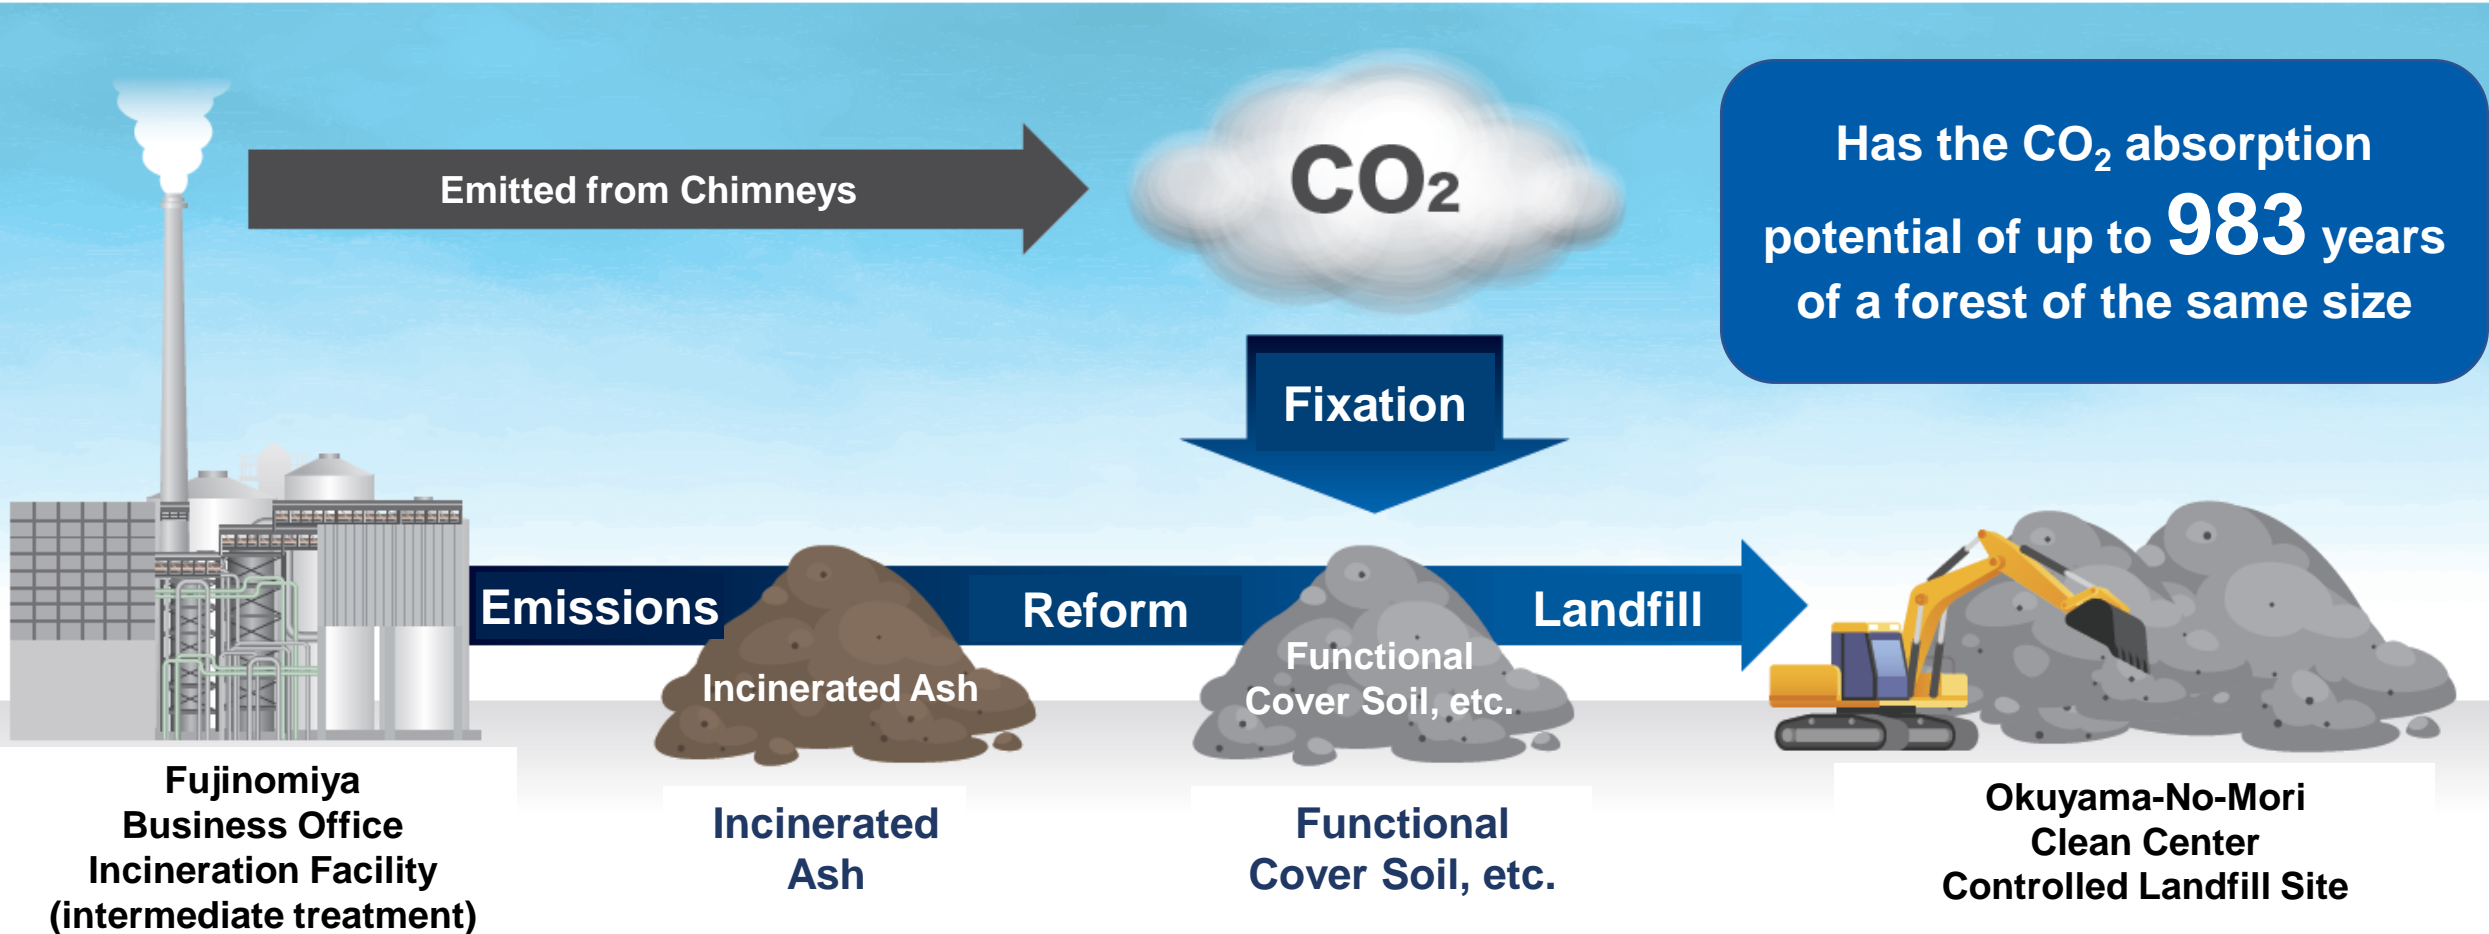 Emitted from Chimneys
CO₂
Has the CO₂ absorption
potential of up to 983 years
of a forest of the same size
Fixation
Emissions
Reform
Landfill
Incinerated Ash
Functional
Cover Soil, etc.
Fujinomiya
Business Office
Incineration Facility
(intermediate treatment)
Incinerated
Ash
Functional
Cover Soil, etc.
Okuyama-No-Mori
Clean Center
Controlled Landfill Site